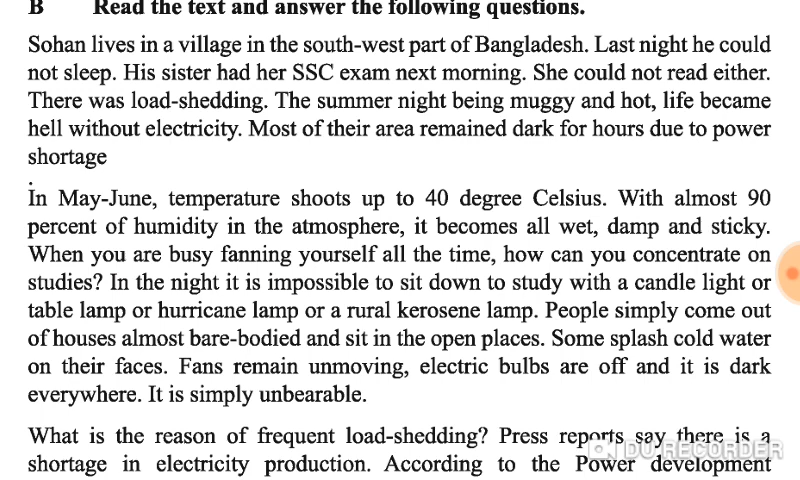 B Read the text and answer the following questions.
Sohan lives in a village in the south-west part of Bangladesh. Last night he could
not sleep. His sister had her SSC exam next morning. She could not read either.
There was load-shedding. The summer night being muggy and hot, life became
hell without electricity. Most of their area remained dark for hours due to power
shortage
.
In May-June, temperature shoots up to 40 degree Celsius. With almost 90
percent of humidity in the atmosphere, it becomes all wet, damp and sticky.
When you are busy fanning yourself all the time, how can you concentrate on
studies? In the night it is impossible to sit down to study with a candle light or
table lamp or hurricane lamp or a rural kerosene lamp. People simply come out
of houses almost bare-bodied and sit in the open places. Some splash cold water
on their faces. Fans remain unmoving, electric bulbs are off and it is dark
everywhere. It is simply unbearable.
What is the reason of frequent load-shedding? Press reports say there is a
shortage in electricity production. According to the Power development
DU RECORDER